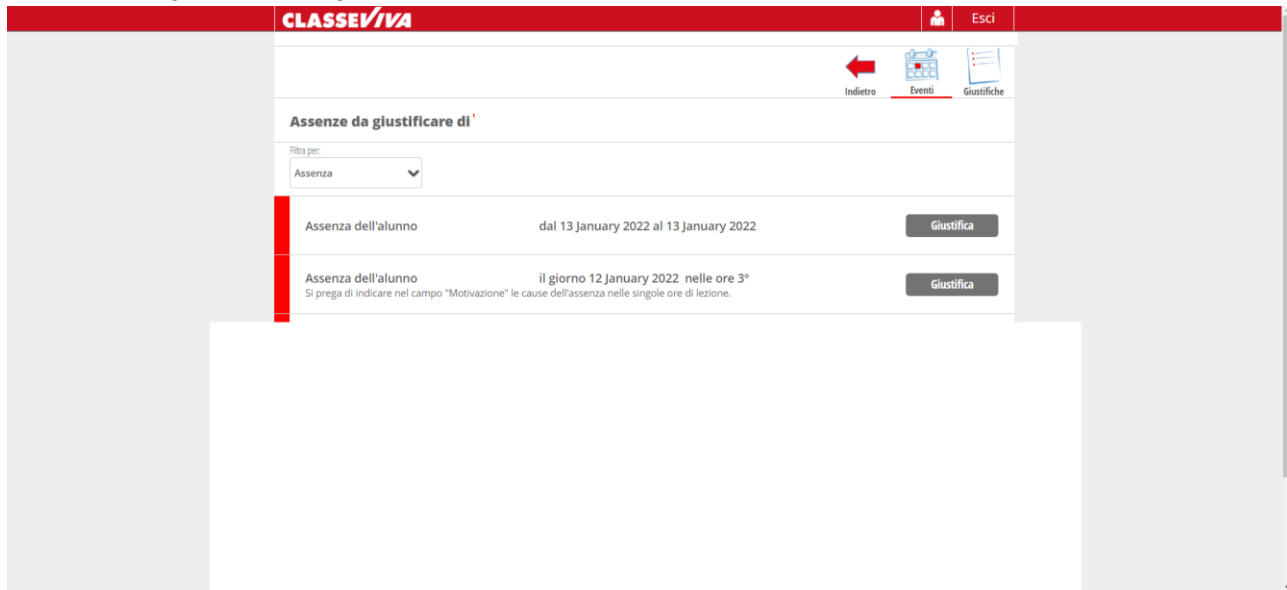 CLASSEVIVA
Esci
Indietro
Eventi
Giustifiche
Assenze da giustificare di
Filtra per:
Assenza
Assenza dell'alunno dal 13 January 2022 al 13 January 2022
Giustifica
Assenza dell'alunno il giorno 12 January 2022 nelle ore 3°
Si prega di indicare nel campo "Motivazione" le cause dell'assenza nelle singole ore di lezione.
Giustifica